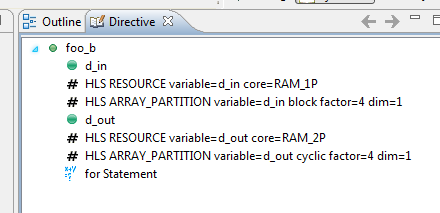 Outline
Directive
foo_b
d_in
# HLS RESOURCE variable=d_in core=RAM_1P
# HLS ARRAY_PARTITION variable=d_in block factor=4 dim=1
d_out
# HLS RESOURCE variable=d_out core=RAM_2P
# HLS ARRAY_PARTITION variable=d_out cyclic factor=4 dim=1
for Statement